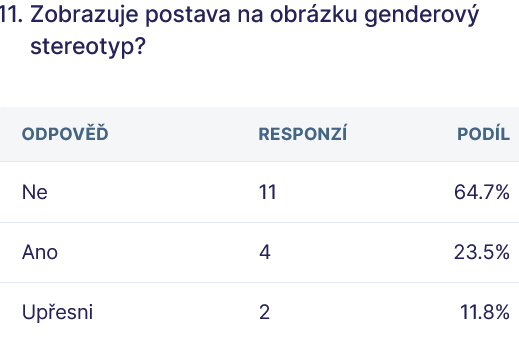 11. Zobrazuje postava na obrázku genderový
stereotyp?
ODPOVĚĎ RESPONZÍ PODÍL
Ne 11 64.7%
Ano 4 23.5%
Upřesni 2 11.8%